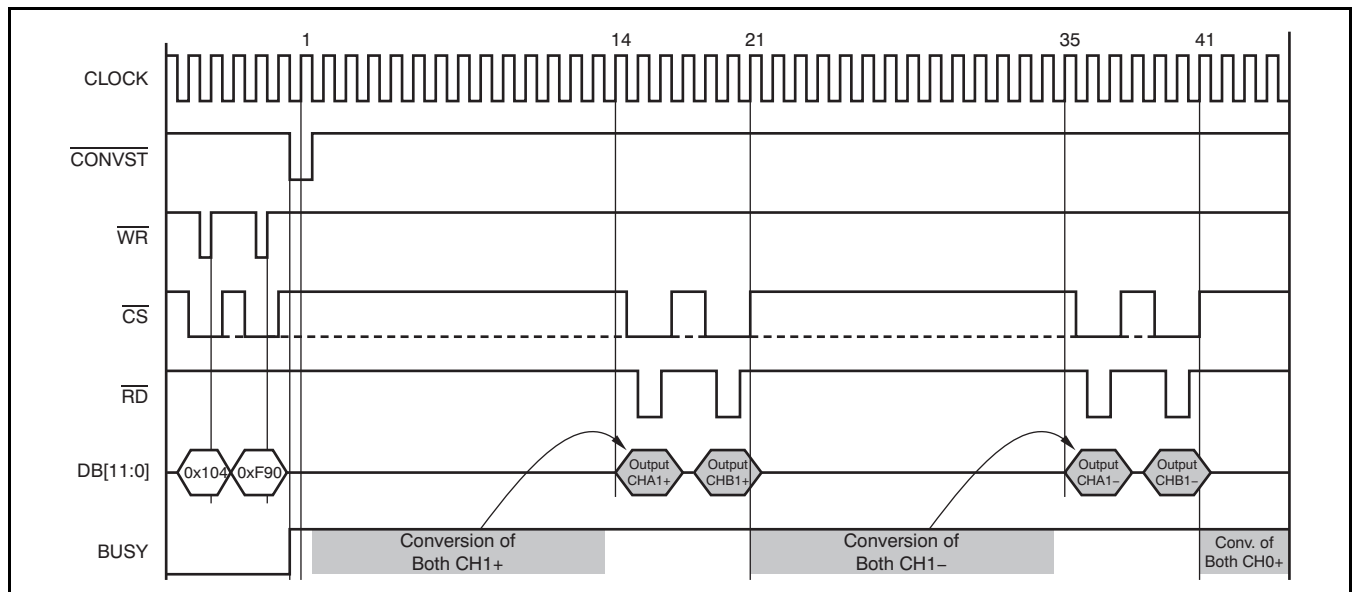 1 14 21 35 41
CLOCK
CONVST
WR
CS
RD
DB[11:0] 0x104 0xF90 Output CHA1+ Output CHB1+ Output CHA1− Output CHB1−
BUSY
Conversion of
Both CH1+
Conversion of
Both CH1−
Conv. of
Both CH0+